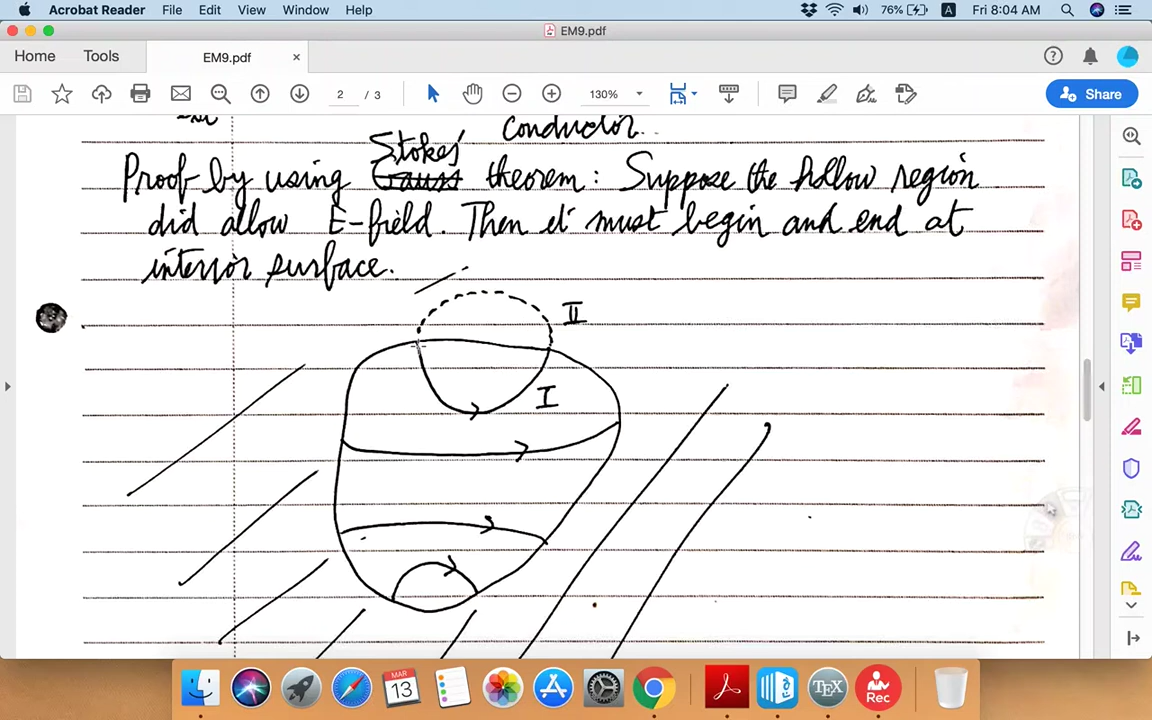 Acrobat Reader File Edit View Window Help 76% A Fri 8:04 AM
EM9.pdf
Home Tools EM9.pdf ×
2 / 3 130% Share
Conductor.
Stokes'
Proof by using Gauss theorem: Suppose the hollow region
did allow E-field. Then it must begin and end at
interior surface.
II
I
MAR
13
TEX
Rec